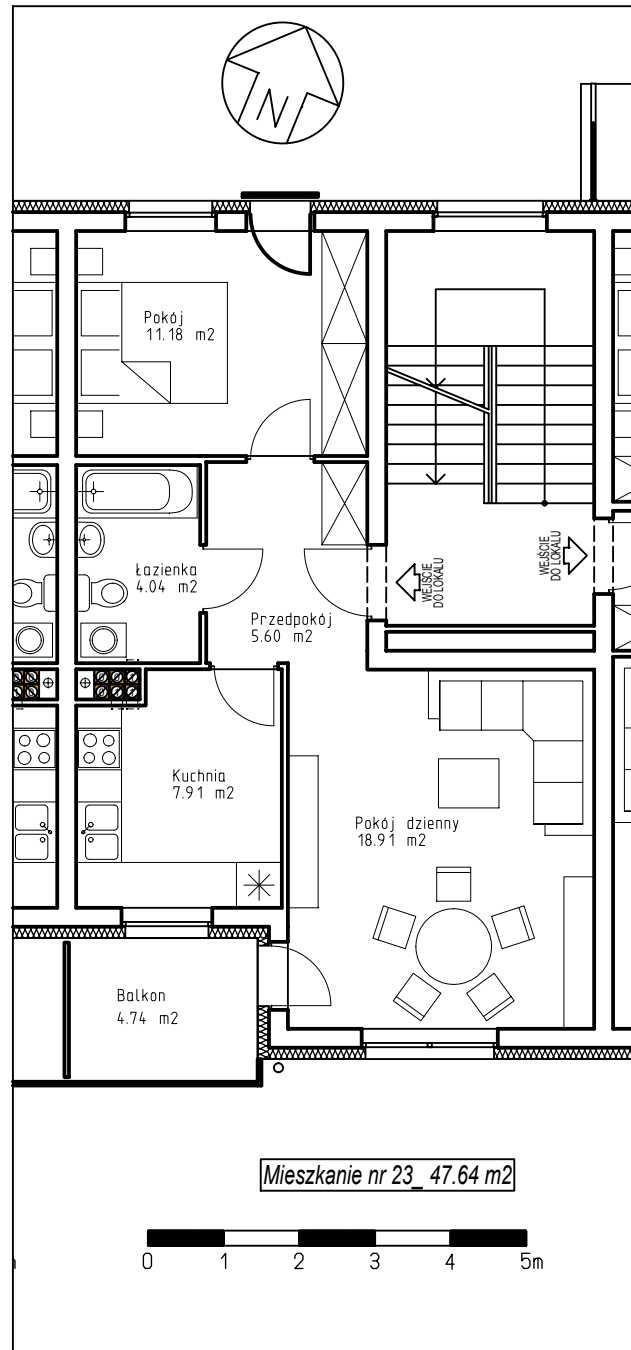 N
Pokój
11.18 m2
Łazienka
4.04 m2
WEJŚCIE
DO LOKALU
WEJŚCIE
DO LOKALU
Przedpokój
5.60 m2
Kuchnia
7.91 m2
Pokój dzienny
18.91 m2
Balkon
4.74 m2
Mieszkanie nr 23_ 47.64 m2
0 1 2 3 4 5m